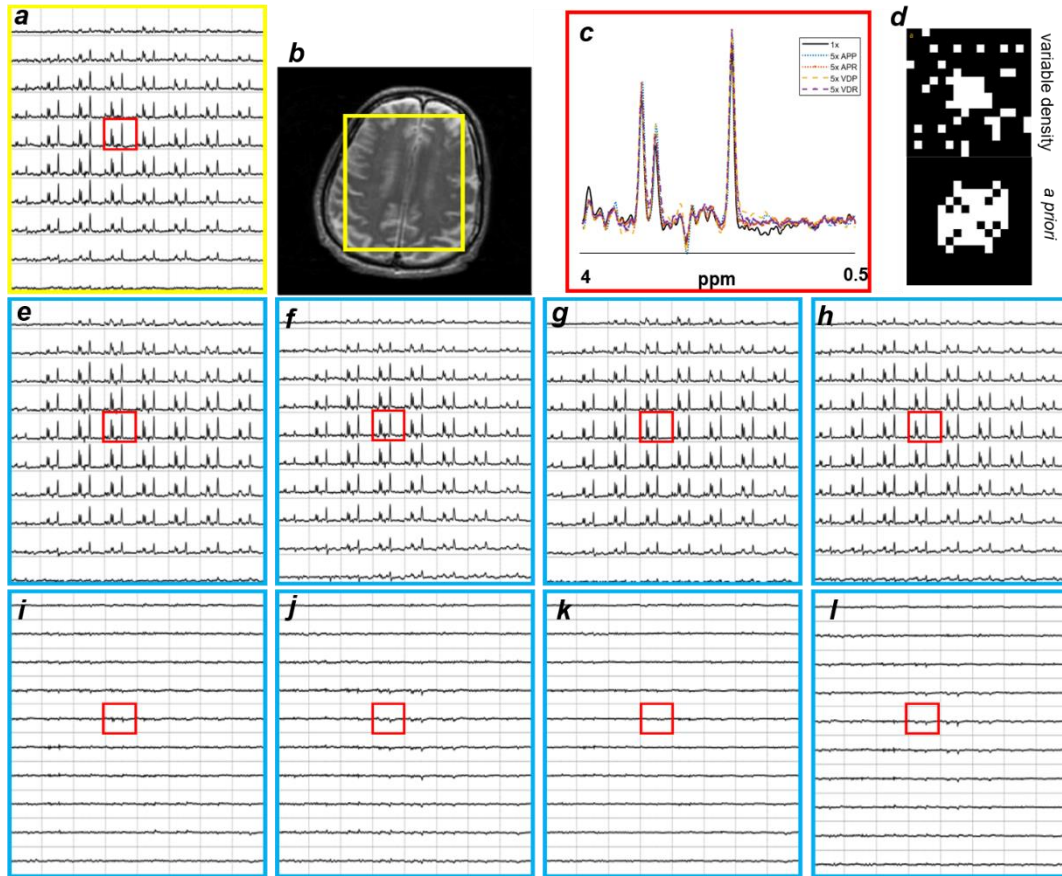 a
b
c
d
1x
5x APP
5x APR
5x VDP
5x VDR
4
ppm
0.5
variable density
a priori
e
f
g
h
i
j
k
l